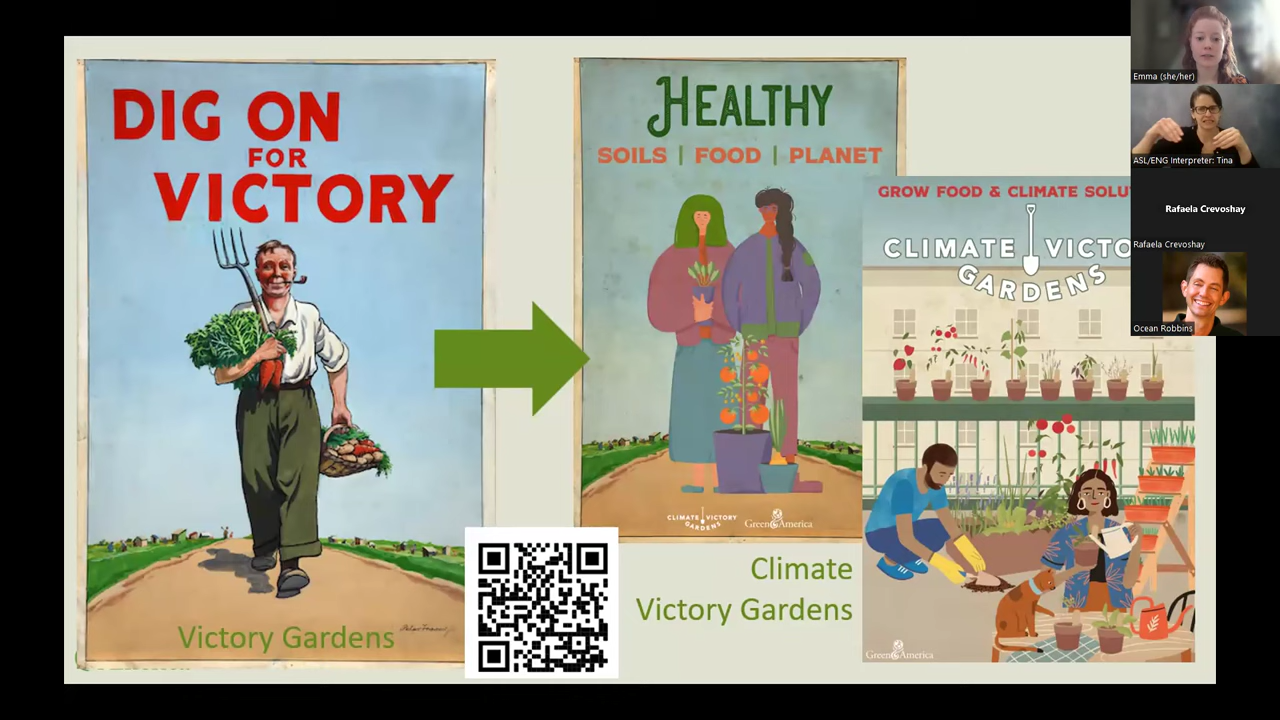 DIG ON
FOR
VICTORY
Victory Gardens
HEALTHY
SOILS | FOOD | PLANET
CLIMATE VICTORY
GARDENS
Green America
Climate
Victory Gardens
GROW FOOD & CLIMATE
CLIMATE
GARDENS
Green America
Emma (she/her)
ASL/ENG Interpreter: Tina
Rafaela Crevoshay
Rafaela Crevoshay
Ocean Robbins